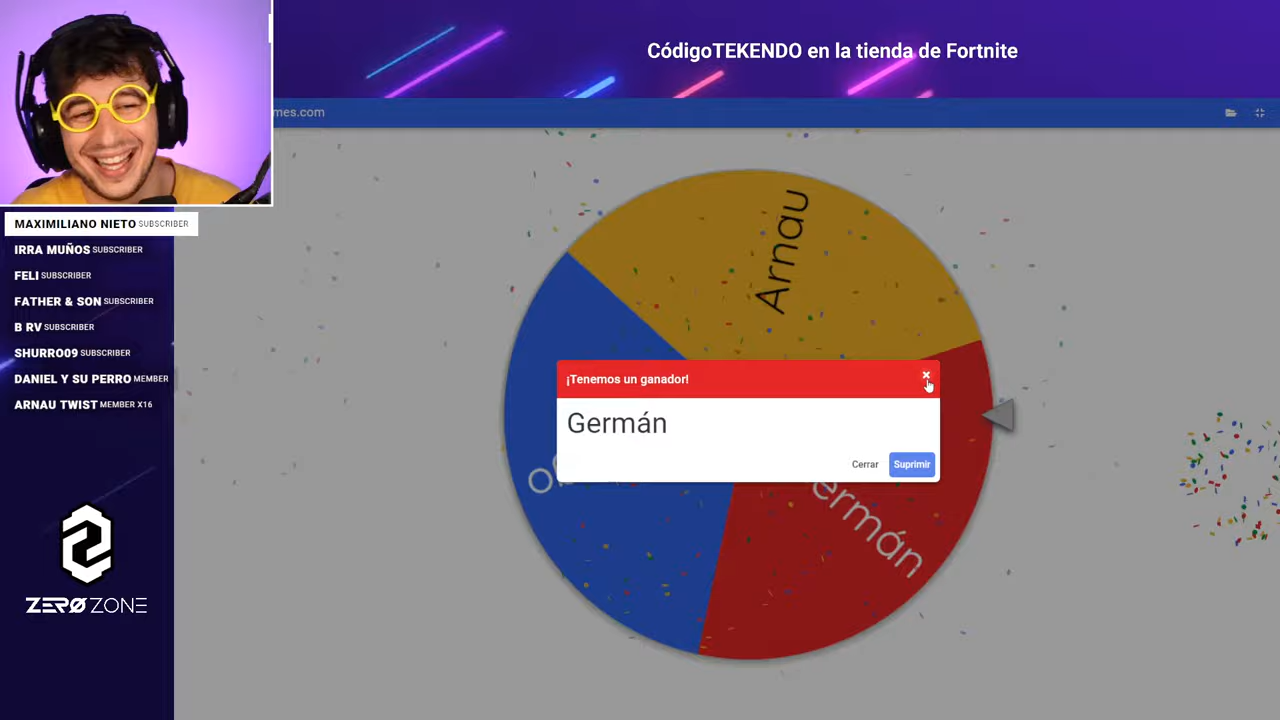 CódigoTEKENDO en la tienda de Fortnite
mes.com
MAXIMILIANO NIETO SUBSCRIBER
IRRA MUÑOS SUBSCRIBER
FELI SUBSCRIBER
FATHER & SON SUBSCRIBER
B RV SUBSCRIBER
SHURRO09 SUBSCRIBER
DANIEL Y SU PERRO MEMBER
ARNAU TWIST MEMBER X16
ZERØ ZONE
Arnau
¡Tenemos un ganador!
Germán
Cerrar
Suprimir
ermán